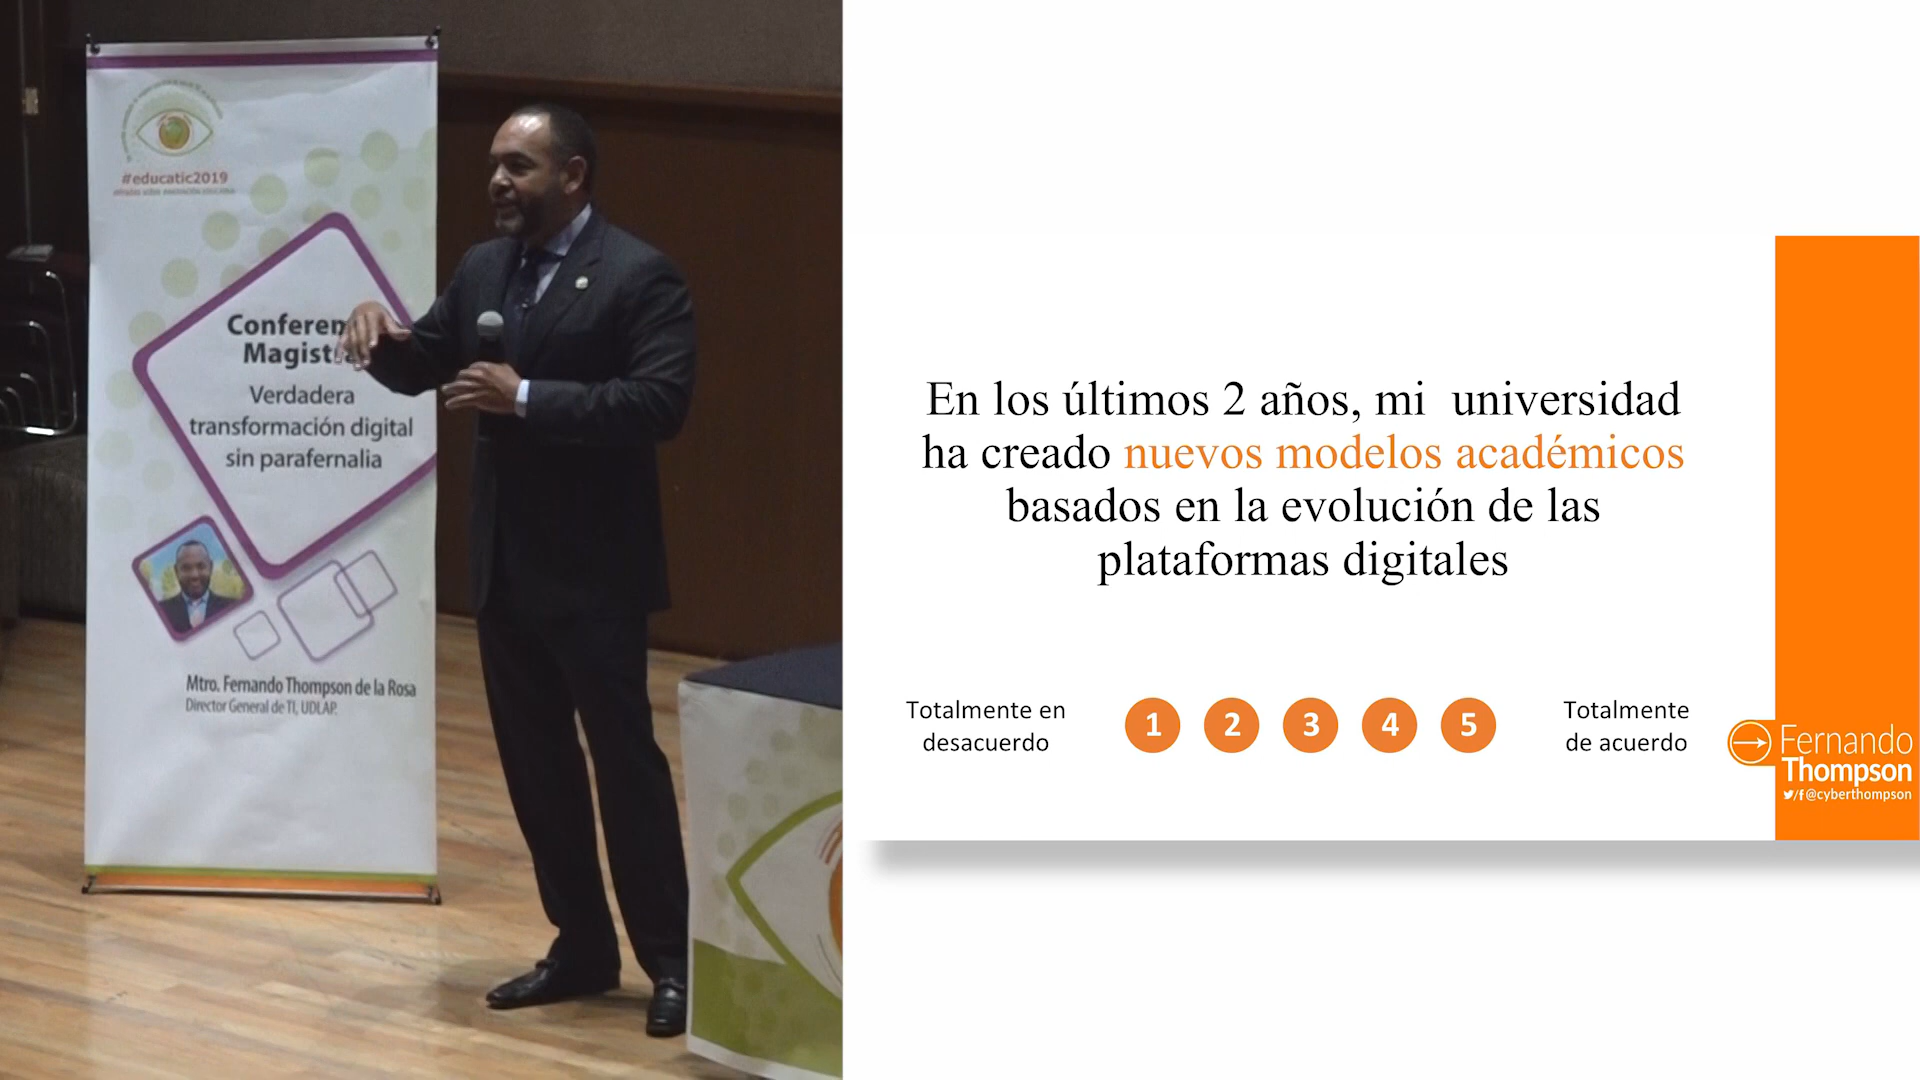 #educatic2019
Conferen
Magist
Verdadera
transformación digital
sin parafernalia
Mtro. Fernando Thompson de la Rosa
Director General de TI, UDLAP.
En los últimos 2 años, mi universidad
ha creado nuevos modelos académicos
basados en la evolución de las
plataformas digitales
Totalmente en
desacuerdo
1 2 3 4 5
Totalmente
de acuerdo
Fernando
Thompson
/f @cyberthompson